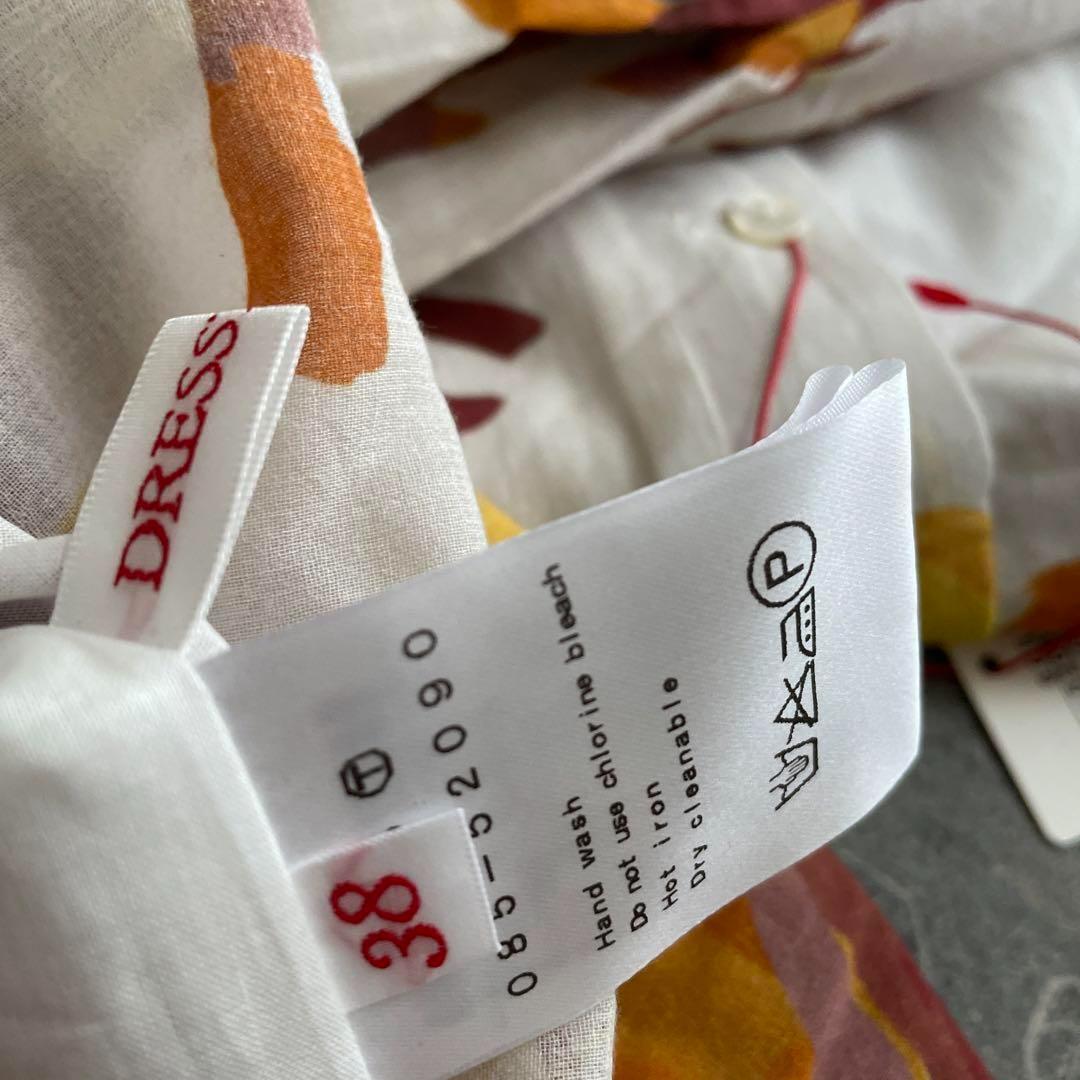 DRESS
38
085-52090
T
Hand wash
Do not use chlorine bleach
Hot iron
Dry cleanable
P